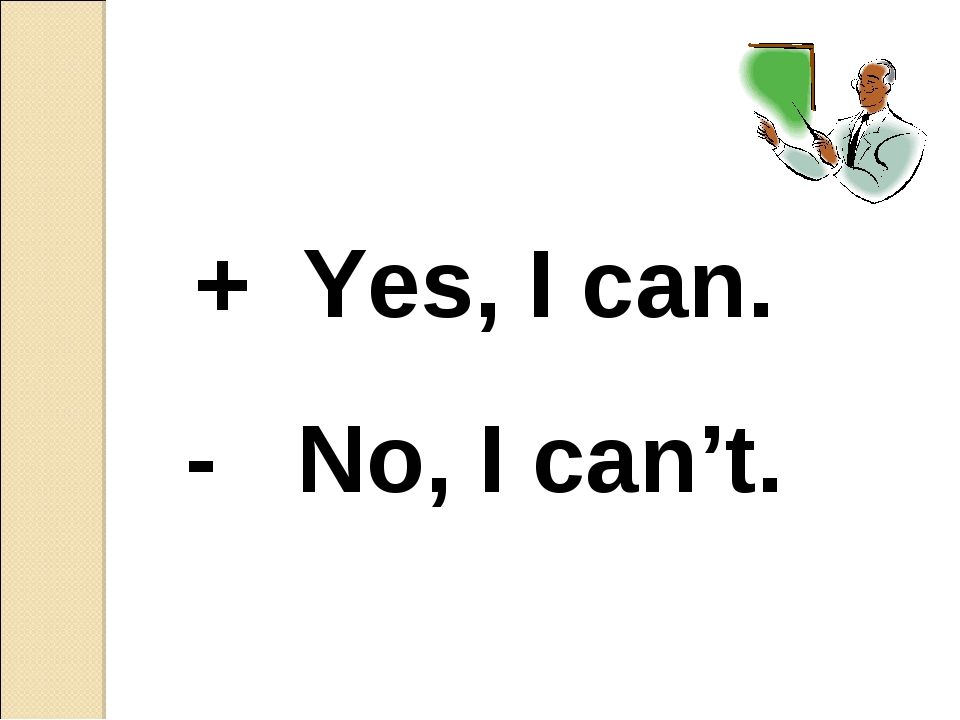 + Yes, I can.
- No, I can’t.